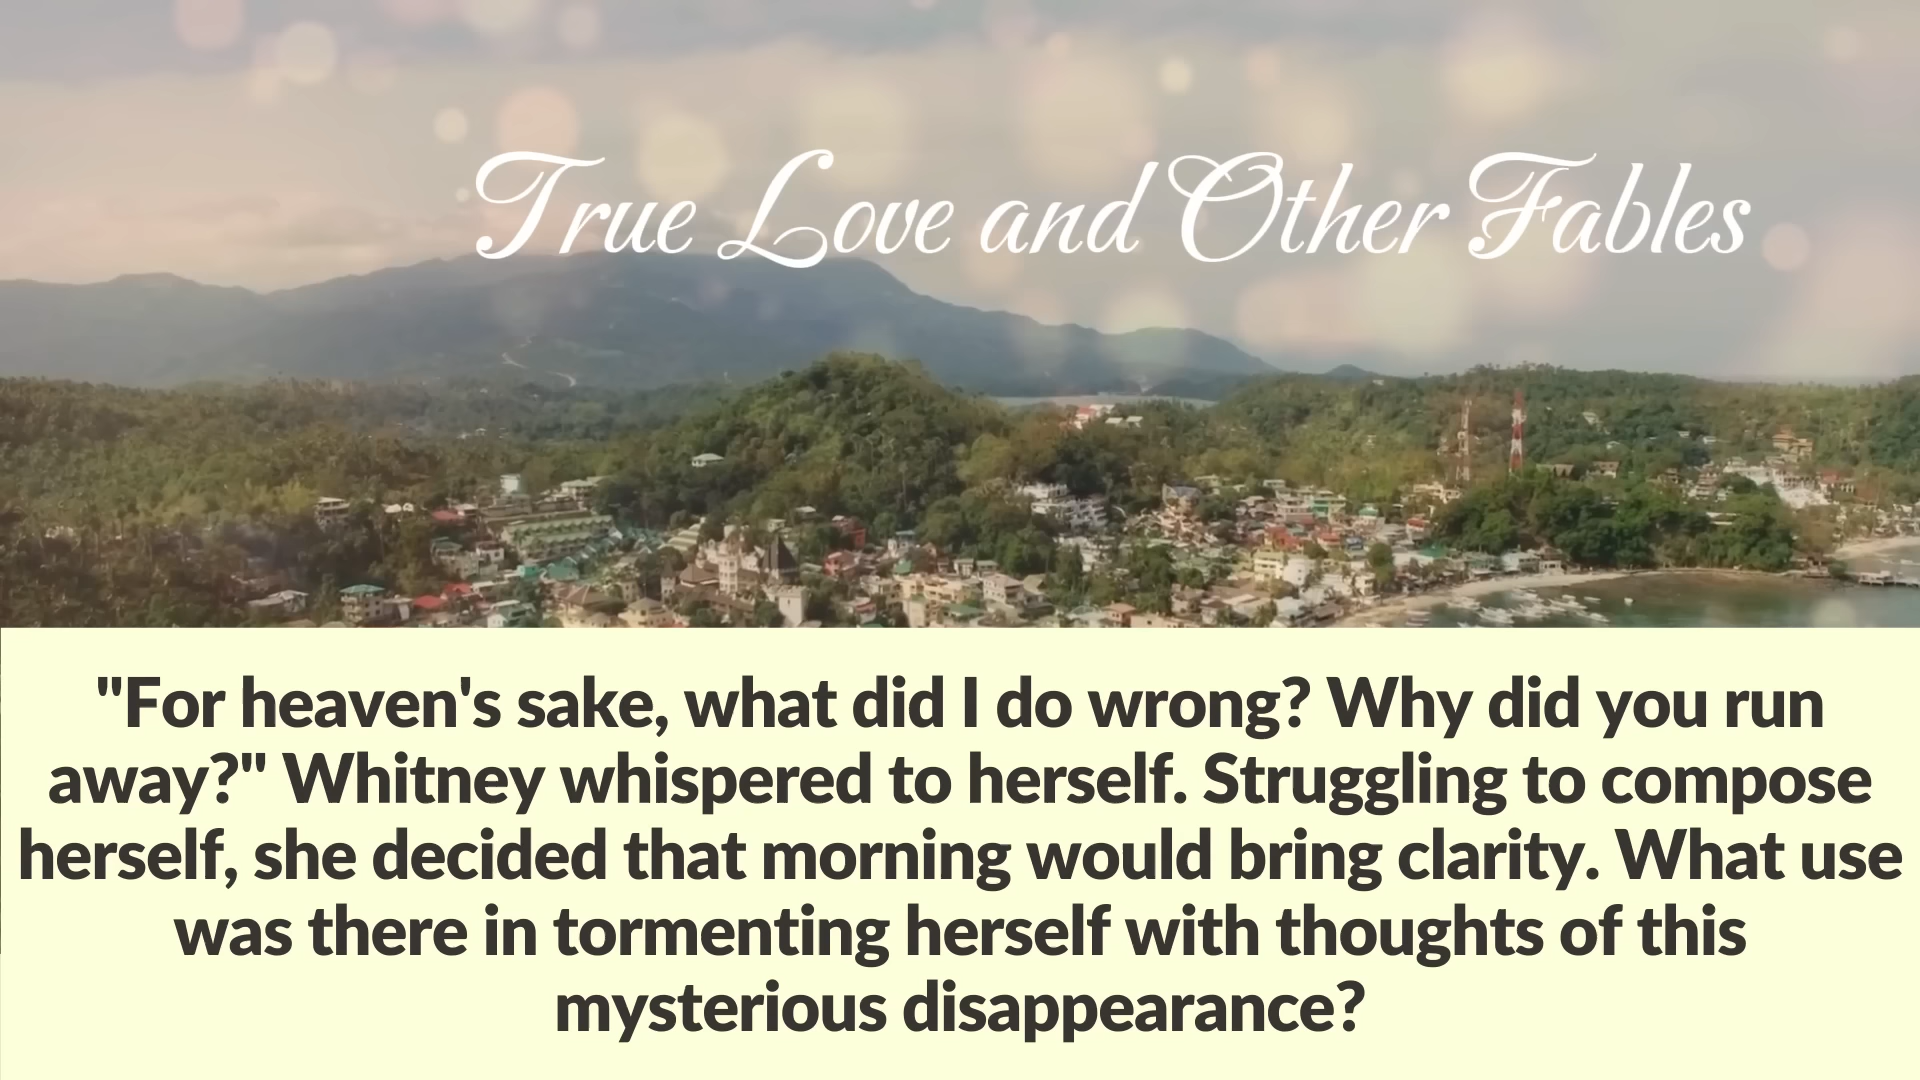 True Love and Other Fables
"For heaven's sake, what did I do wrong? Why did you run
away?" Whitney whispered to herself. Struggling to compose
herself, she decided that morning would bring clarity. What use
was there in tormenting herself with thoughts of this
mysterious disappearance?